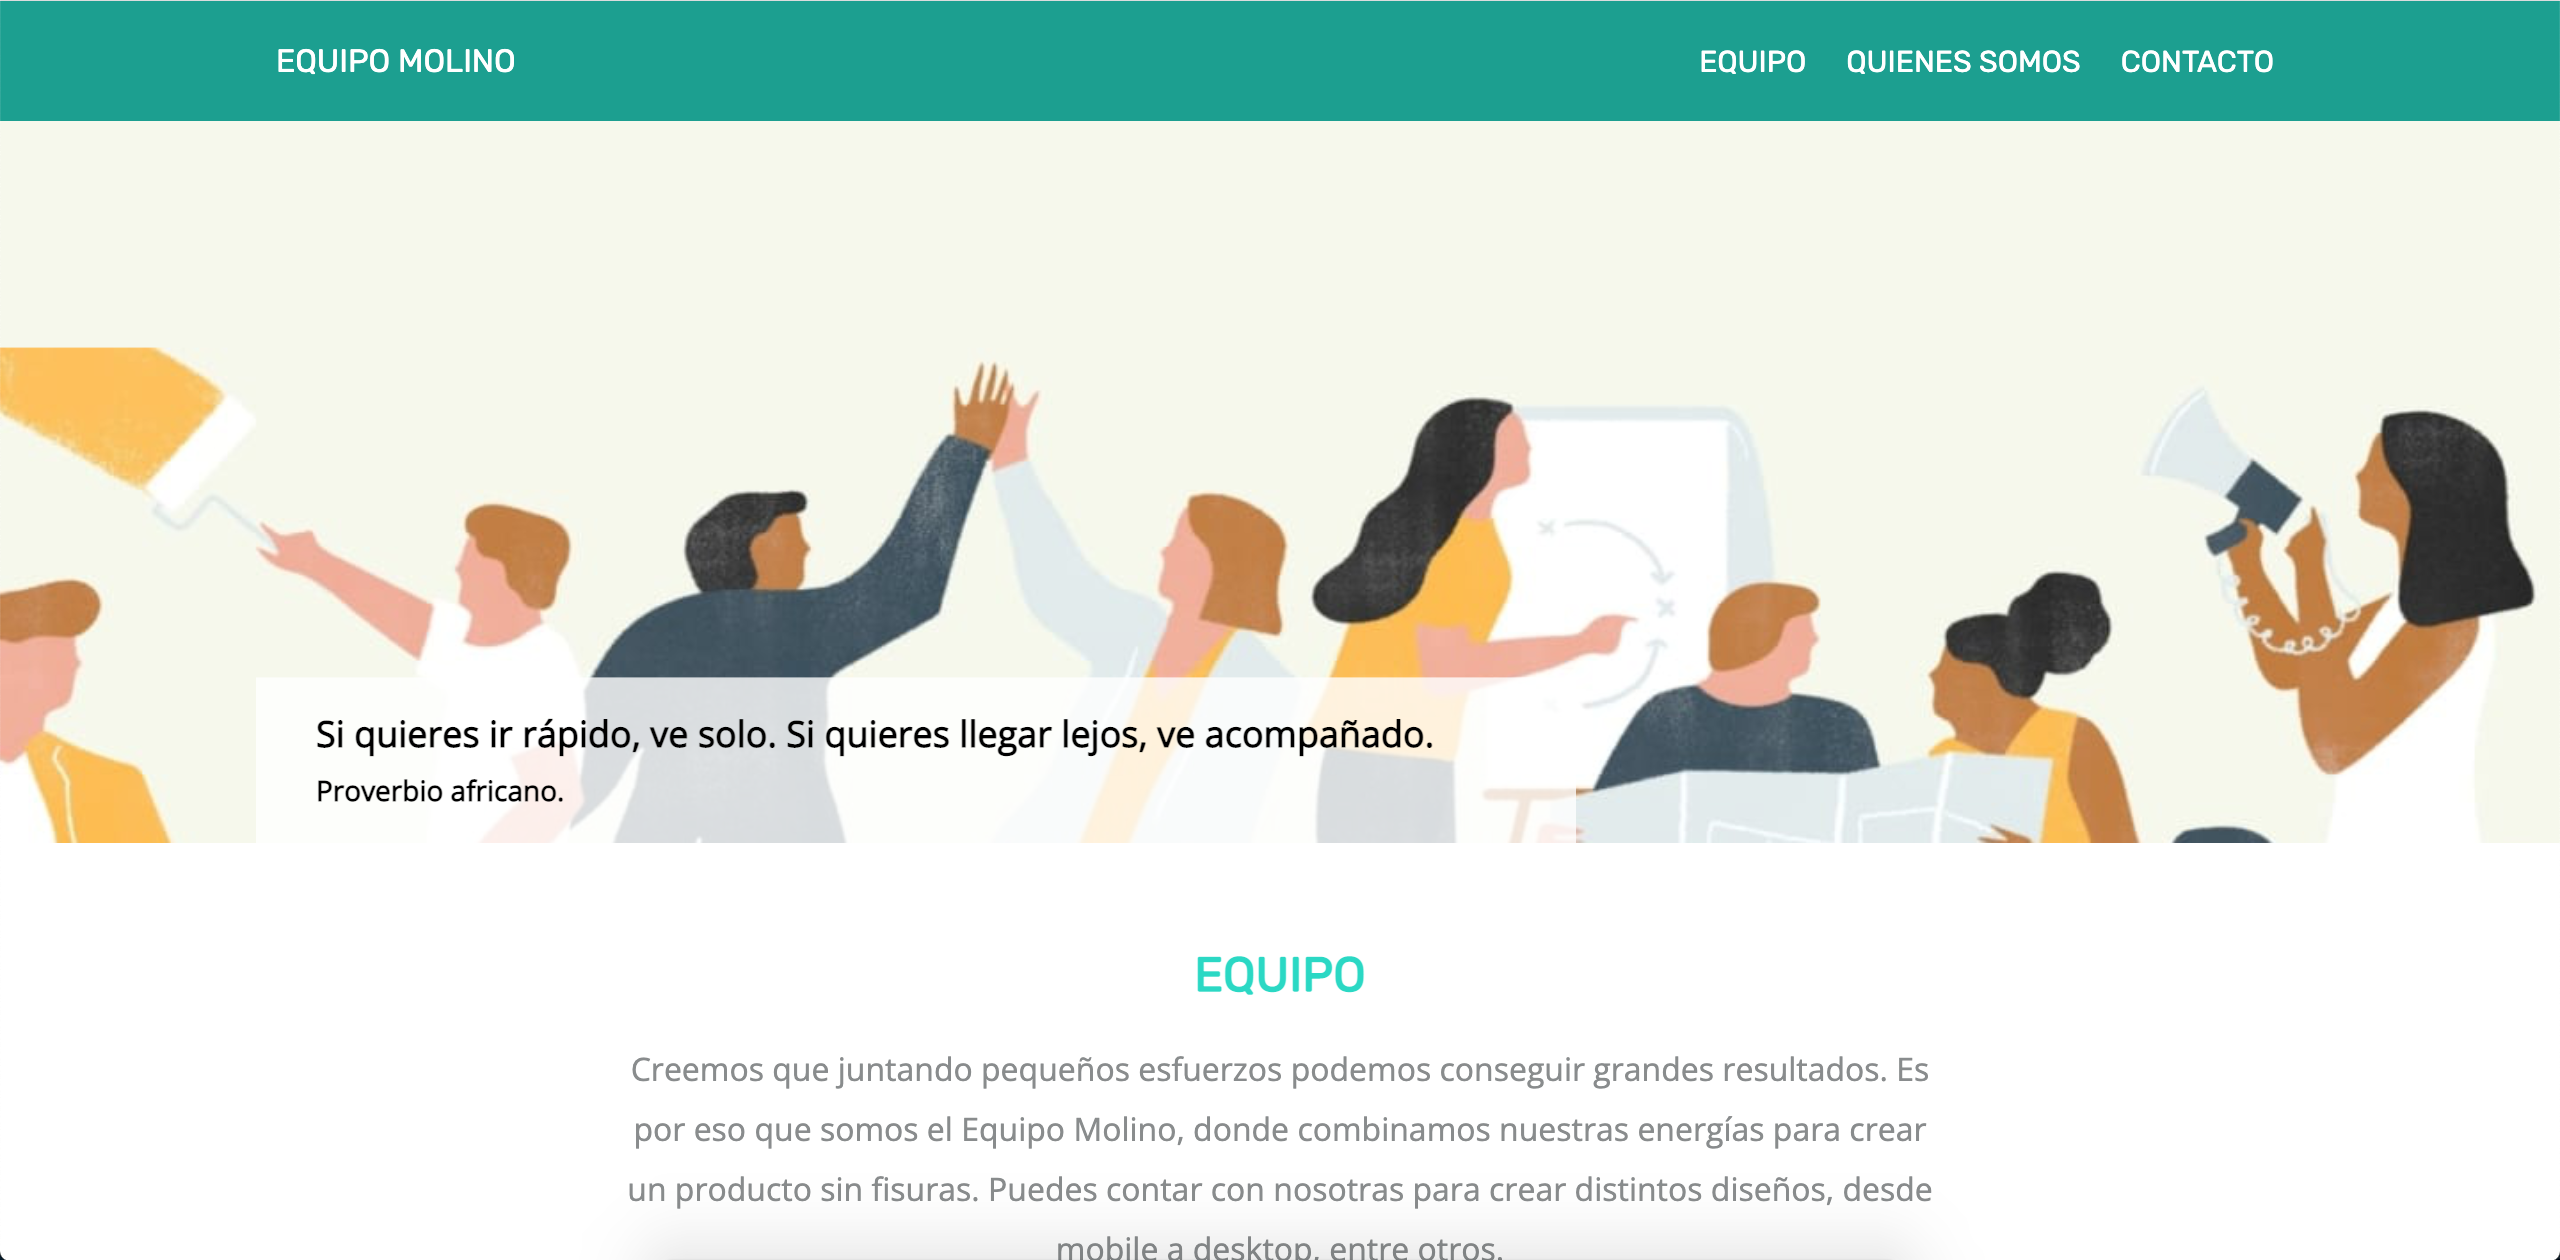 EQUIPO MOLINO
EQUIPO QUIENES SOMOS CONTACTO
Si quieres ir rápido, ve solo. Si quieres llegar lejos, ve acompañado.
Proverbio africano.
EQUIPO
Creemos que juntando pequeños esfuerzos podemos conseguir grandes resultados. Es
por eso que somos el Equipo Molino, donde combinamos nuestras energías para crear
un producto sin fisuras. Puedes contar con nosotras para crear distintos diseños, desde
mobile a desktop, entre otros.